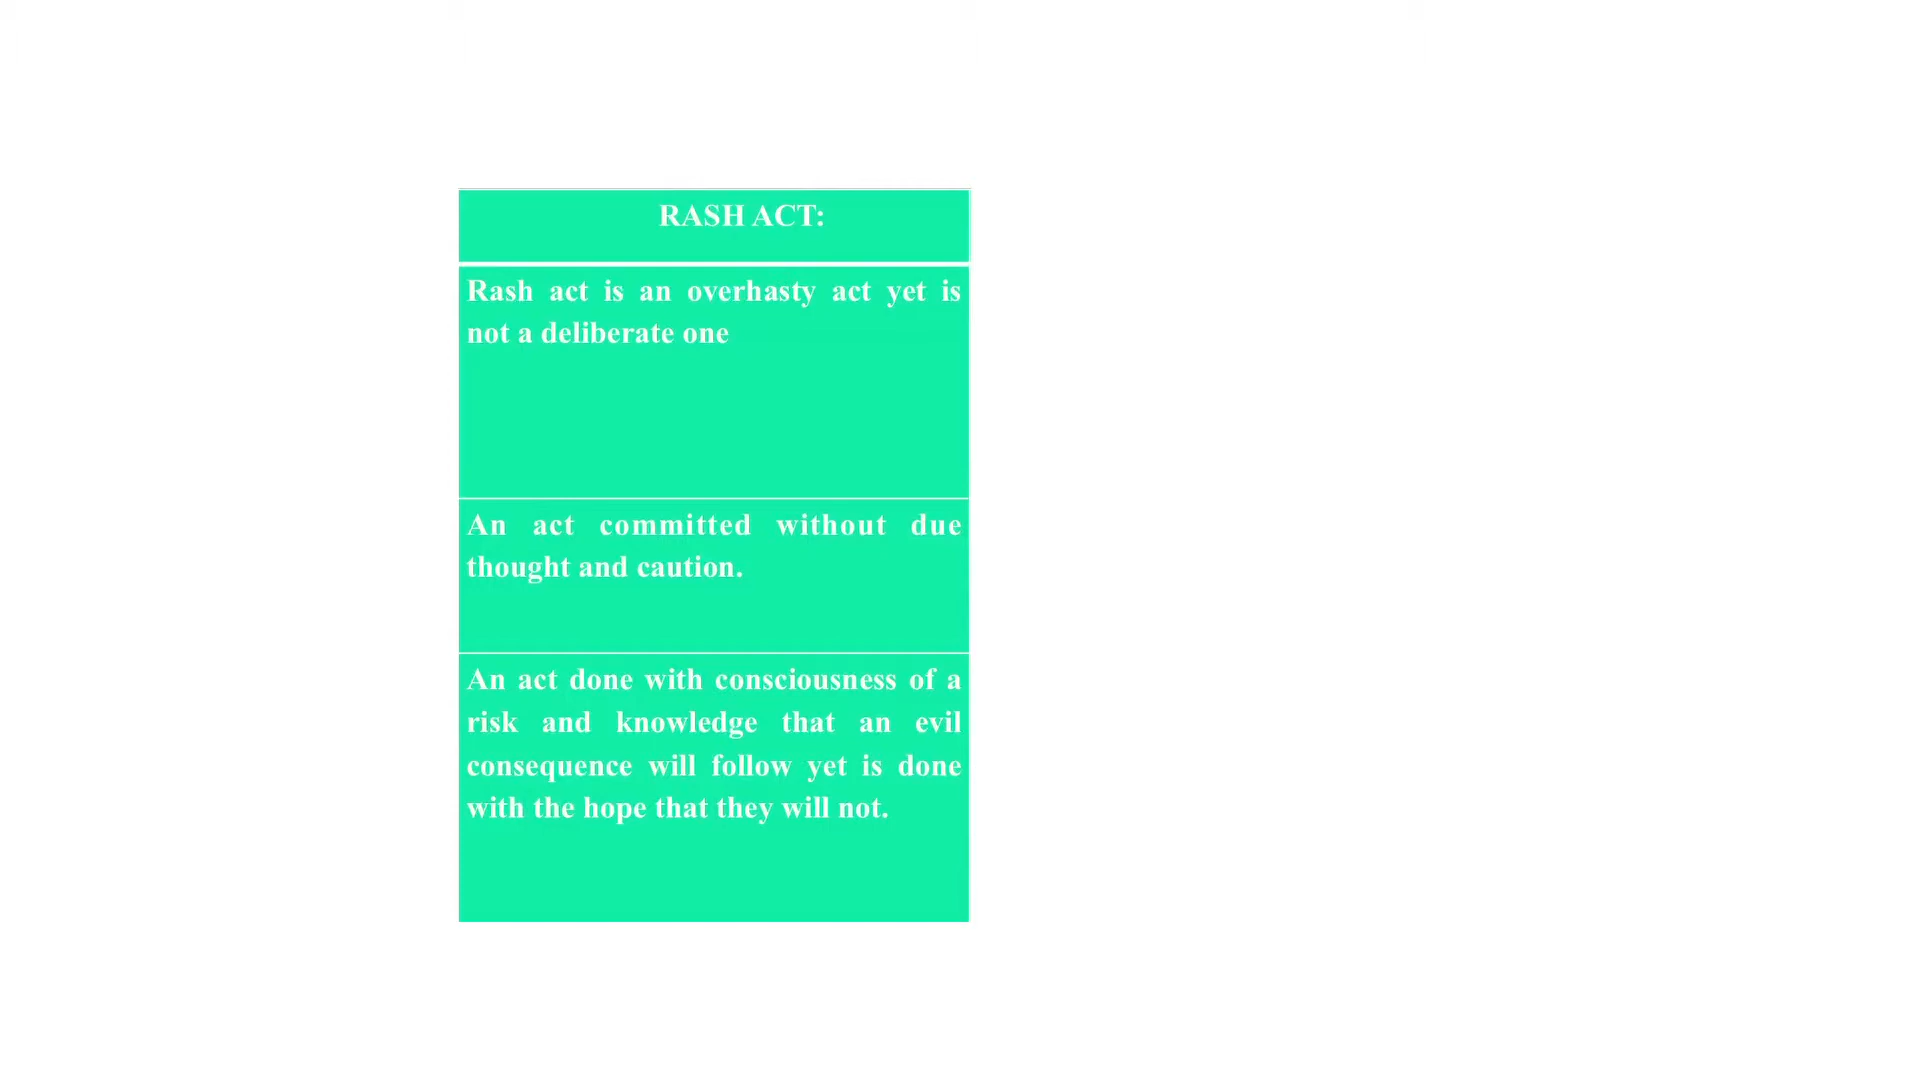 RASH ACT:
Rash act is an overhasty act yet is
not a deliberate one
An act committed without due
thought and caution.
An act done with consciousness of a
risk and knowledge that an evil
consequence will follow yet is done
with the hope that they will not.